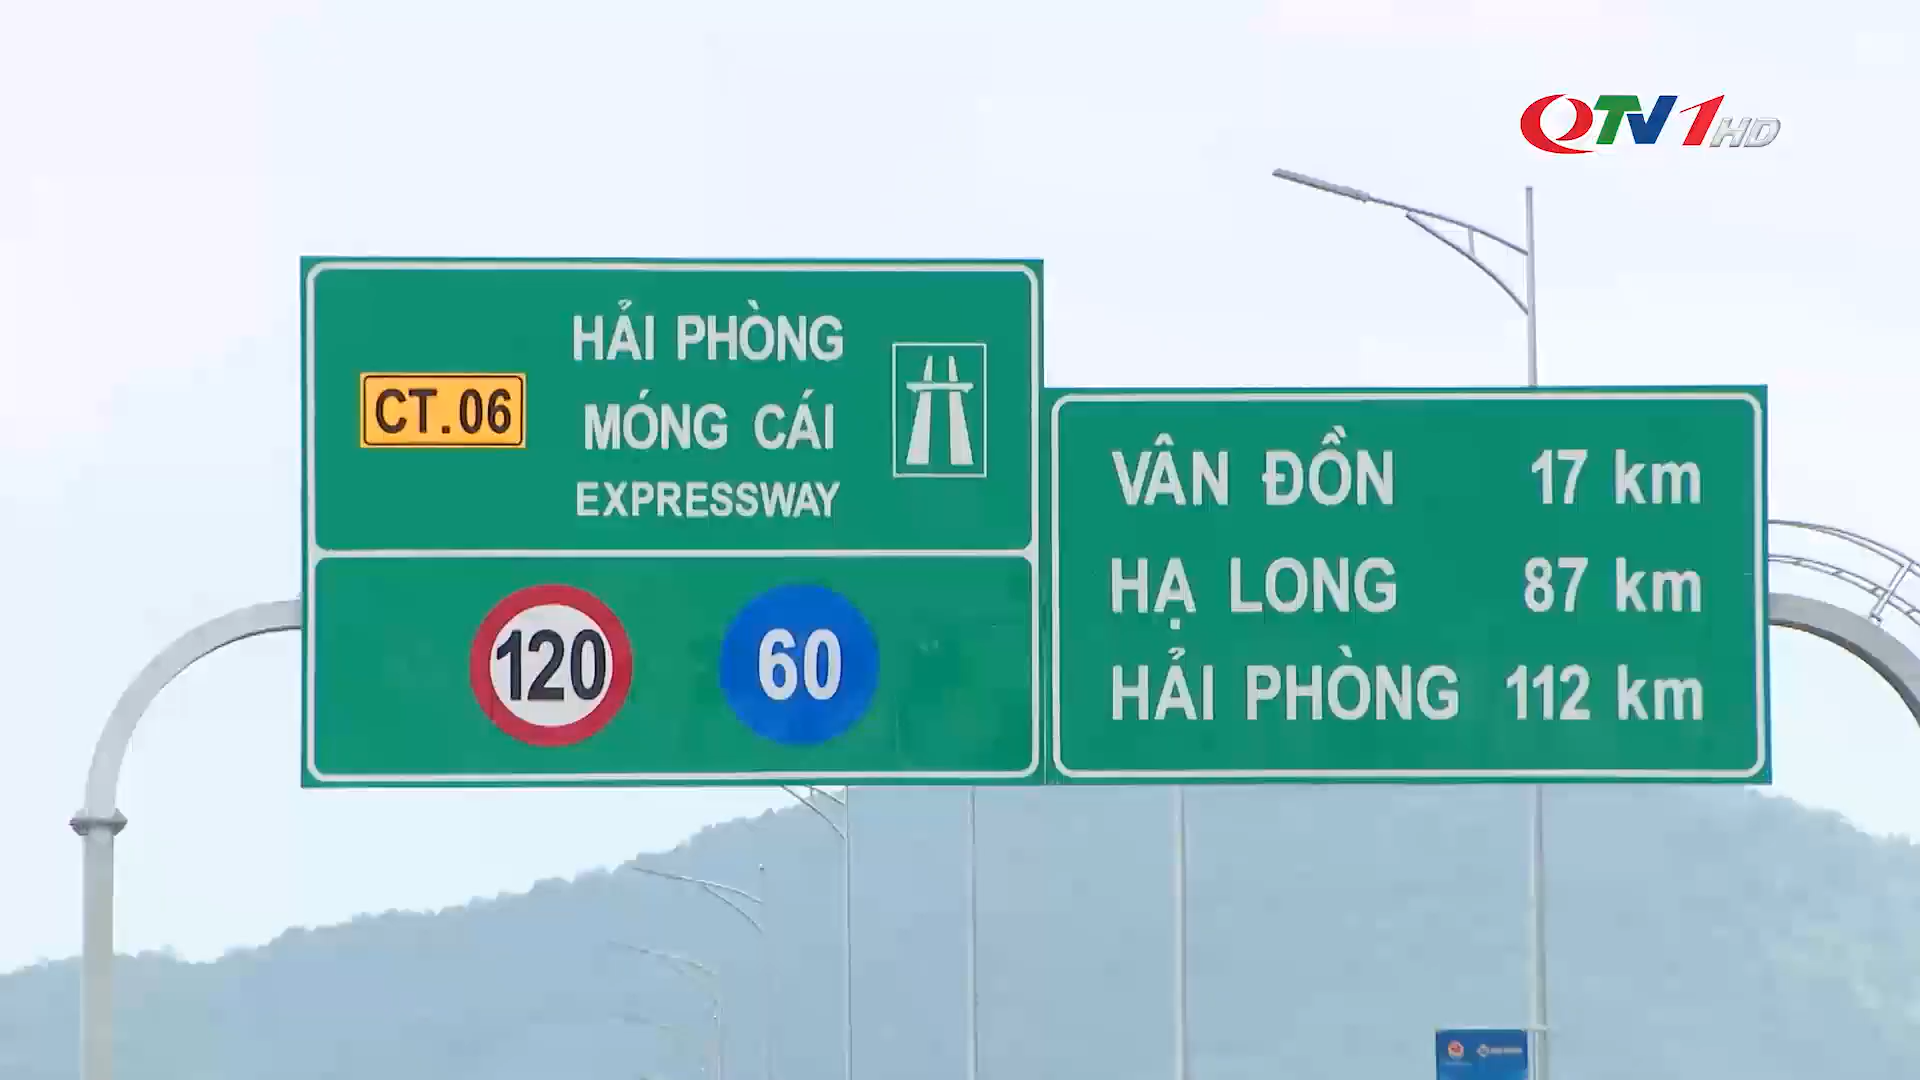 QTV1HD
HẢI PHÒNG
MÓNG CÁI
EXPRESSWAY
CT.06
120
60
VÂN ĐỒN 17 km
HẠ LONG 87 km
HẢI PHÒNG 112 km